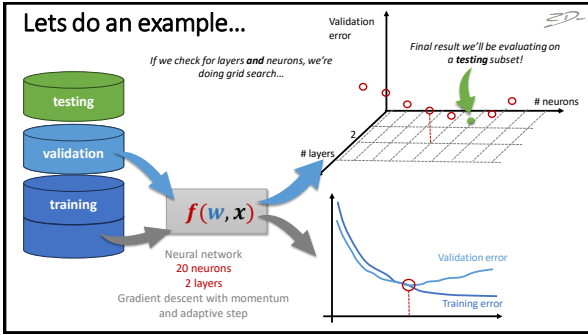 Lets do an example...
Validation
error
If we check for layers and neurons, we're
doing grid search...
Final result we'll be evaluating on
a testing subset!
# neurons
2
# layers
testing
validation
training
f(w,x)
Neural network
20 neurons
2 layers
Gradient descent with momentum
and adaptive step
Validation error
Training error